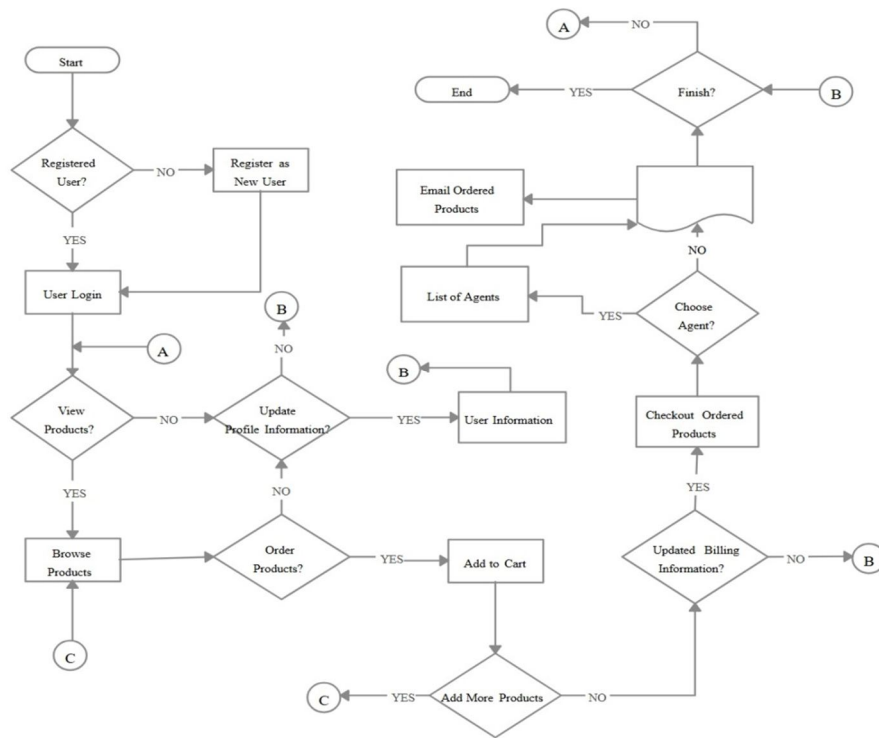 Start
Registered
User?
NO
Register as
New User
YES
User Login
A
View
Products?
NO
Update
Profile Information?
NO
B
YES
User Information
B
YES
Browse
Products
C
Order
Products?
NO
YES
Add to Cart
Add More Products
YES
C
NO
Updated Billing
Information?
NO
B
YES
Checkout Ordered
Products
Choose
Agent?
YES
List of Agents
NO
Email Ordered
Products
Finish?
B
YES
End
NO
A